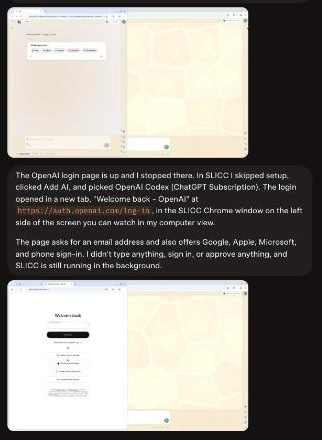 The OpenAI login page is up and I stopped there. In SLICC I skipped setup,
clicked Add AI, and picked OpenAI Codex (ChatGPT Subscription). The login
opened in a new tab, "Welcome back - OpenAI" at
https://auth.openai.com/log-in, in the SLICC Chrome window on the left
side of the screen you can watch in my computer view.
The page asks for an email address and also offers Google, Apple, Microsoft,
and phone sign-in. I didn't type anything, sign in, or approve anything, and
SLICC is still running in the background.
Welcome back